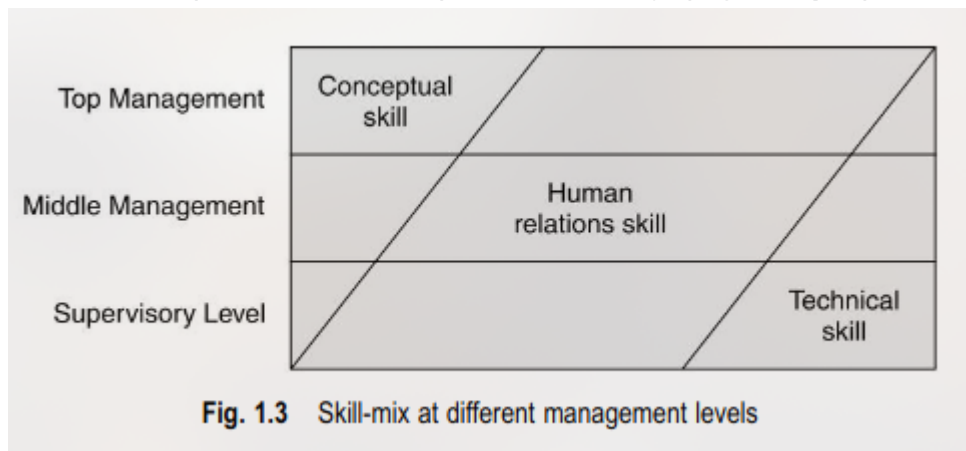 Top Management
Conceptual
skill
Middle Management
Human
relations skill
Supervisory Level
Technical
skill
Fig. 1.3 Skill-mix at different management levels